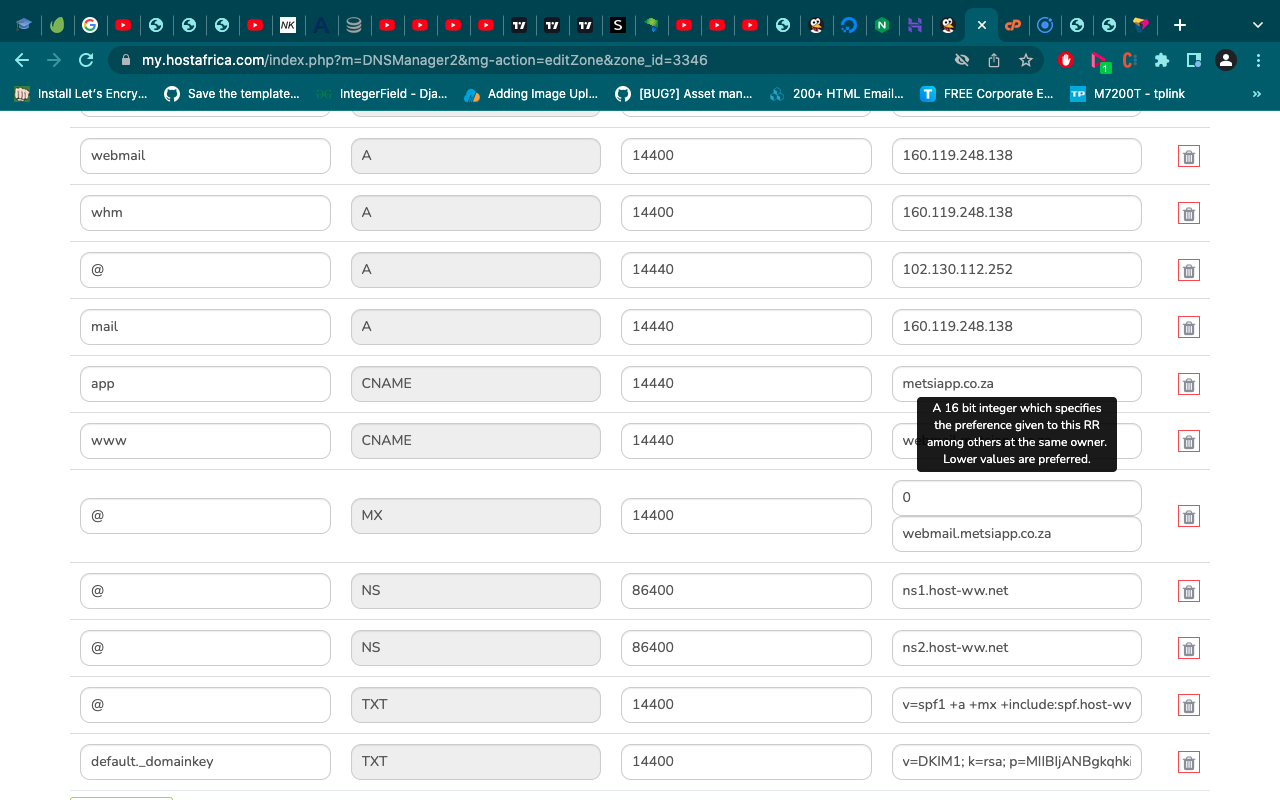 NK
S
cP
my.hostafrica.com/index.php?m=DNSManager2&mg-action=editZone&zone_id=3346
1
Install Let's Encry...
Save the template...
IntegerField - Dja...
Adding Image Upl...
[BUG?] Asset man...
200+ HTML Email...
T
FREE Corporate E...
TP
M7200T - tplink
»
webmail A 14400 160.119.248.138
whm A 14400 160.119.248.138
@ A 14440 102.130.112.252
mail A 14440 160.119.248.138
app CNAME 14440 metsiapp.co.za
A 16 bit integer which specifies
the preference given to this RR
among others at the same owner.
Lower values are preferred.
www CNAME 14440
0
@ MX 14400
webmail.metsiapp.co.za
@ NS 86400 ns1.host-ww.net
@ NS 86400 ns2.host-ww.net
@ TXT 14400 v=spf1 +a +mx +include:spf.host-ww
default._domainkey TXT 14400 v=DKIM1; k=rsa; p=MIIBIjANBgkqhki